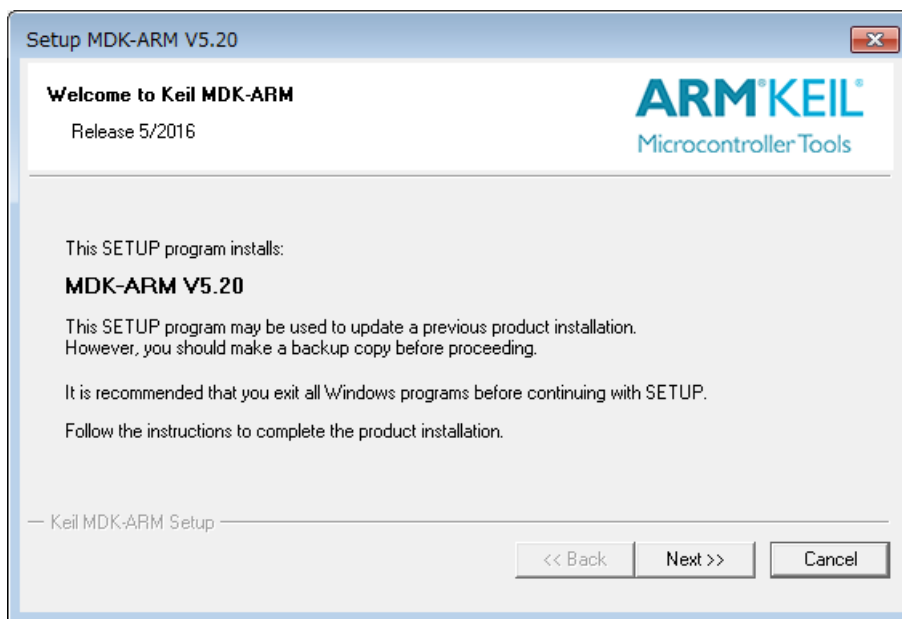 Setup MDK-ARM V5.20
Welcome to Keil MDK-ARM
Release 5/2016
ARM®KEIL®
Microcontroller Tools
This SETUP program installs:
MDK-ARM V5.20
This SETUP program may be used to update a previous product installation.
However, you should make a backup copy before proceeding.
It is recommended that you exit all Windows programs before continuing with SETUP.
Follow the instructions to complete the product installation.
Keil MDK-ARM Setup
<< Back Next >> Cancel